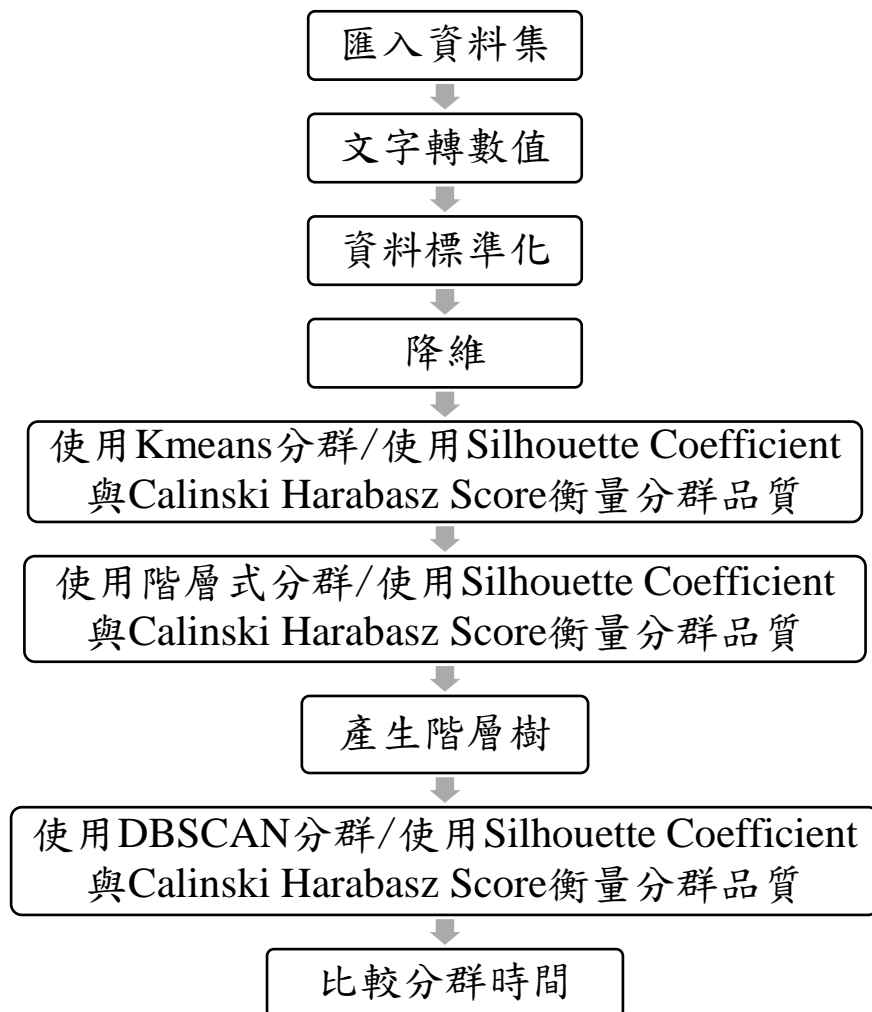 匯入資料集
文字轉數值
資料標準化
降維
使用Kmeans分群/使用Silhouette Coefficient
與Calinski Harabasz Score衡量分群品質
使用階層式分群/使用Silhouette Coefficient
與Calinski Harabasz Score衡量分群品質
產生階層樹
使用DBSCAN分群/使用Silhouette Coefficient
與Calinski Harabasz Score衡量分群品質
比較分群時間